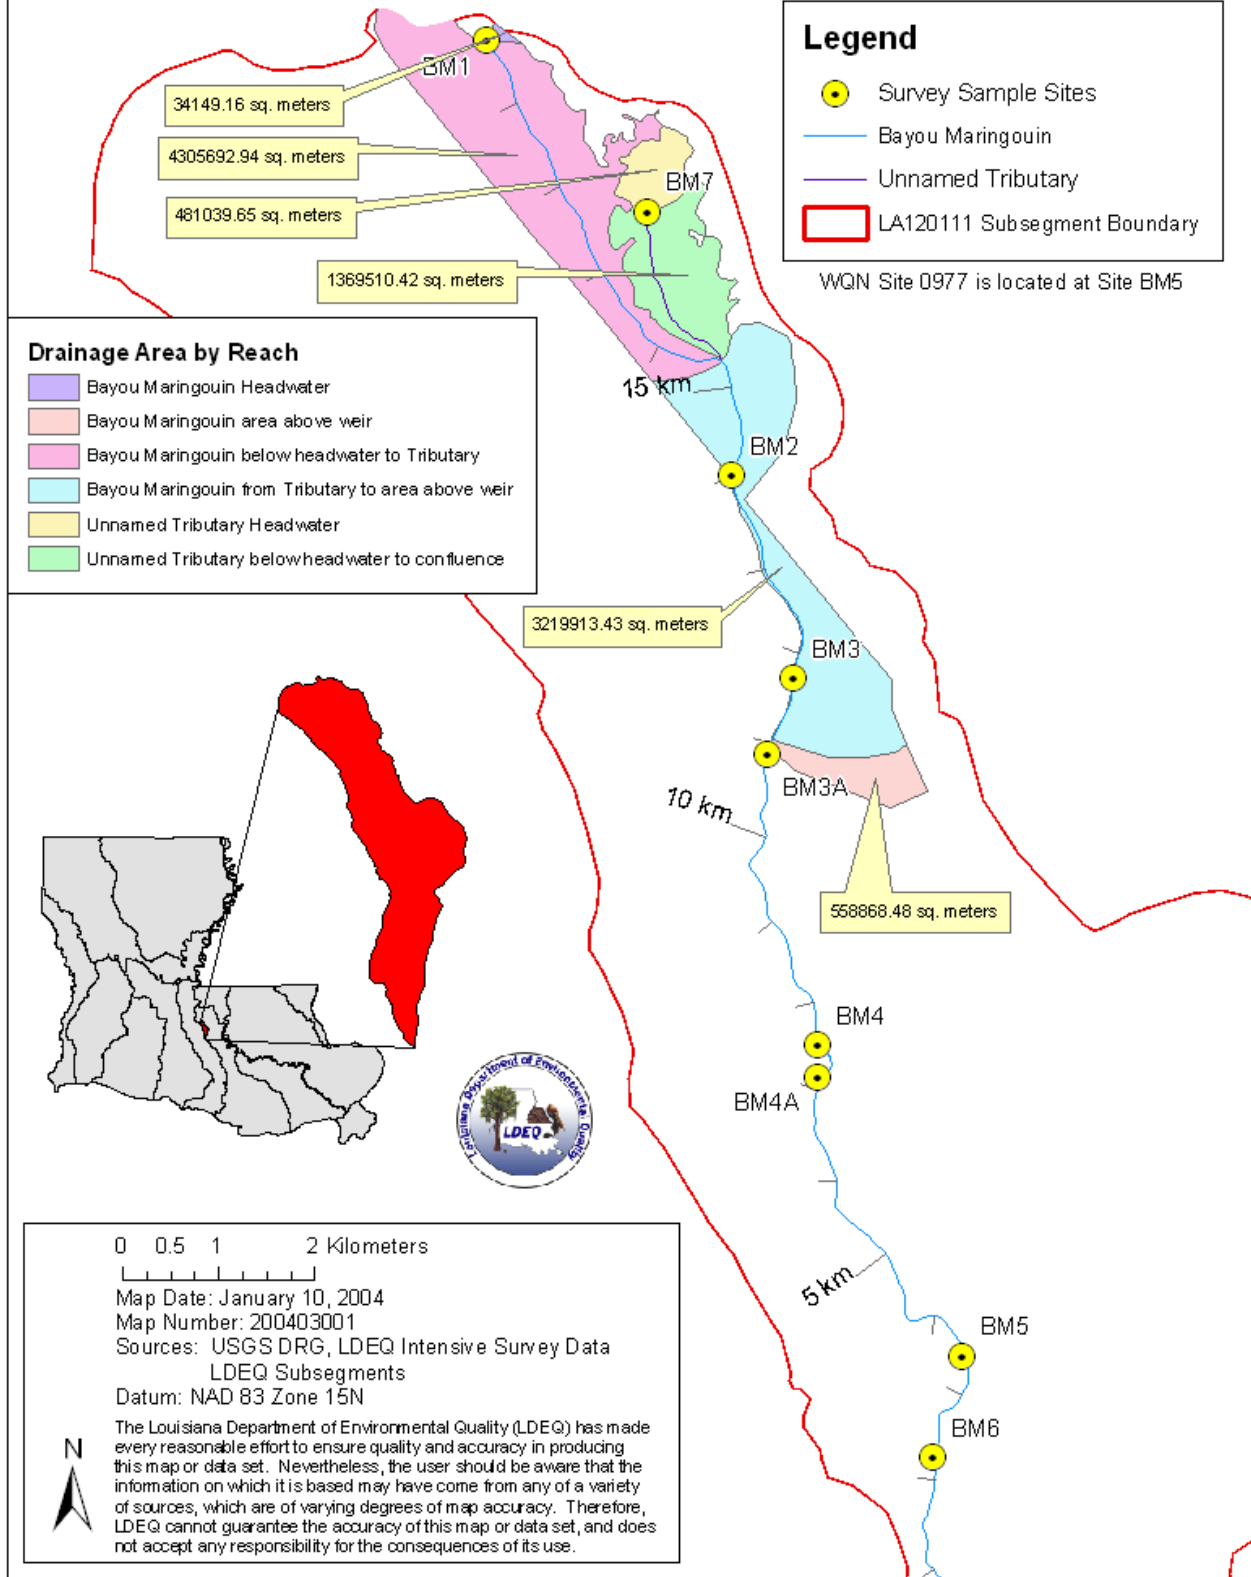 Legend
Survey Sample Sites
Bayou Maringouin
Unnamed Tributary
LA120111 Subsegment Boundary
WQN Site 0977 is located at Site BM5
BM1
34149.16 sq. meters
4305692.94 sq. meters
481039.65 sq. meters
BM7
1369510.42 sq. meters
Drainage Area by Reach
Bayou Maringouin Headwater
Bayou Maringouin area above weir
Bayou Maringouin below headwater to Tributary
Bayou Maringouin from Tributary to area above weir
Unnamed Tributary Headwater
Unnamed Tributary below headwater to confluence
15 km
BM2
3219913.43 sq. meters
BM3
BM3A
10 km
558868.48 sq. meters
BM4
BM4A
Louisiana Department of Environmental Quality
LDEQ
5 km
BM5
BM6
0 0.5 1 2 Kilometers
Map Date: January 10, 2004
Map Number: 200403001
Sources: USGS DRG, LDEQ Intensive Survey Data
LDEQ Subsegments
Datum: NAD 83 Zone 15N
N
The Louisiana Department of Environmental Quality (LDEQ) has made
every reasonable effort to ensure quality and accuracy in producing
this map or data set. Nevertheless, the user should be aware that the
information on which it is based may have come from any of a variety
of sources, which are of varying degrees of map accuracy. Therefore,
LDEQ cannot guarantee the accuracy of this map or data set, and does
not accept any responsibility for the consequences of its use.